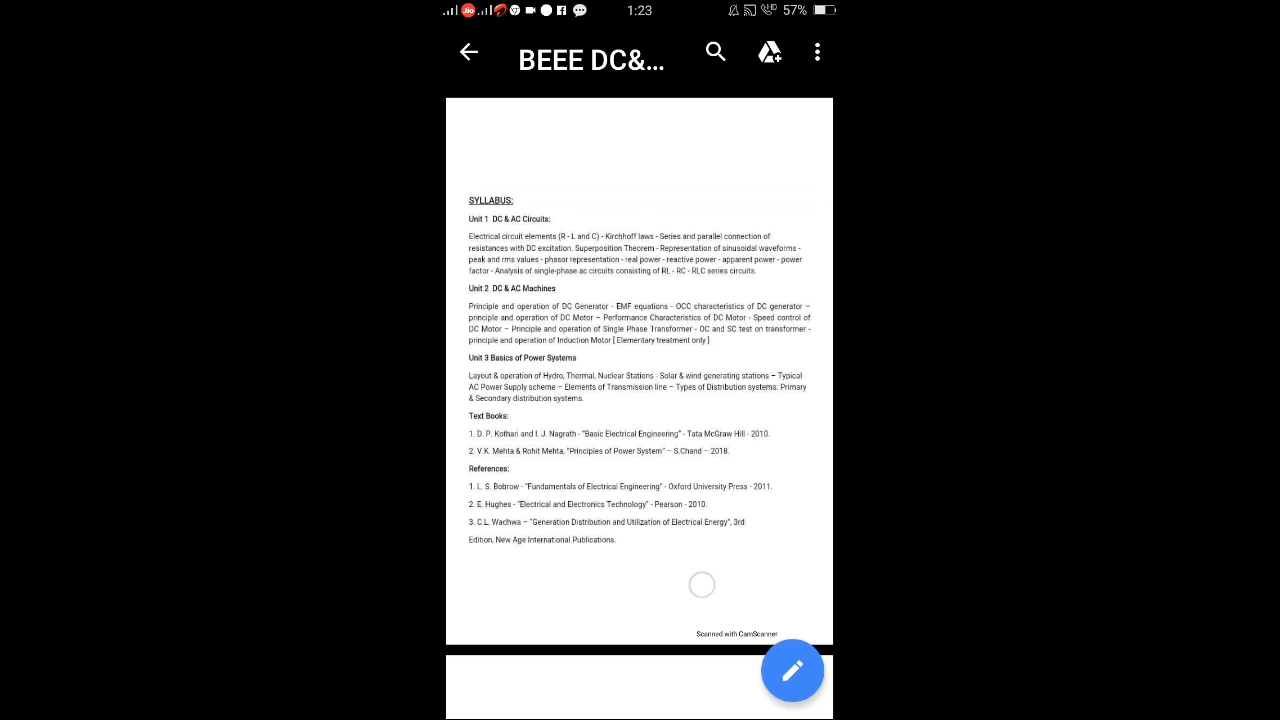 Jio
1:23
HD
57%
BEEE DC&...
SYLLABUS:
Unit 1 DC & AC Circuits:
Electrical circuit elements (R - L and C) - Kirchhoff laws - Series and parallel connection of
resistances with DC excitation. Superposition Theorem - Representation of sinusoidal waveforms -
peak and rms values - phasor representation - real power - reactive power - apparent power - power
factor - Analysis of single-phase ac circuits consisting of RL - RC - RLC series circuits.
Unit 2 DC & AC Machines
Principle and operation of DC Generator - EMF equations - OCC characteristics of DC generator –
principle and operation of DC Motor – Performance Characteristics of DC Motor - Speed control of
DC Motor – Principle and operation of Single Phase Transformer - OC and SC test on transformer -
principle and operation of Induction Motor [ Elementary treatment only ]
Unit 3 Basics of Power Systems
Layout & operation of Hydro, Thermal, Nuclear Stations - Solar & wind generating stations – Typical
AC Power Supply scheme – Elements of Transmission line – Types of Distribution systems: Primary
& Secondary distribution systems.
Text Books:
1. D. P. Kothari and I. J. Nagrath - "Basic Electrical Engineering" - Tata McGraw Hill - 2010.
2. V.K. Mehta & Rohit Mehta, "Principles of Power System" – S.Chand – 2018.
References:
1. L. S. Bobrow - "Fundamentals of Electrical Engineering" - Oxford University Press - 2011.
2. E. Hughes - "Electrical and Electronics Technology" - Pearson - 2010.
3. C.L. Wadhwa – "Generation Distribution and Utilization of Electrical Energy", 3rd
Edition, New Age International Publications.
Scanned with CamScanner